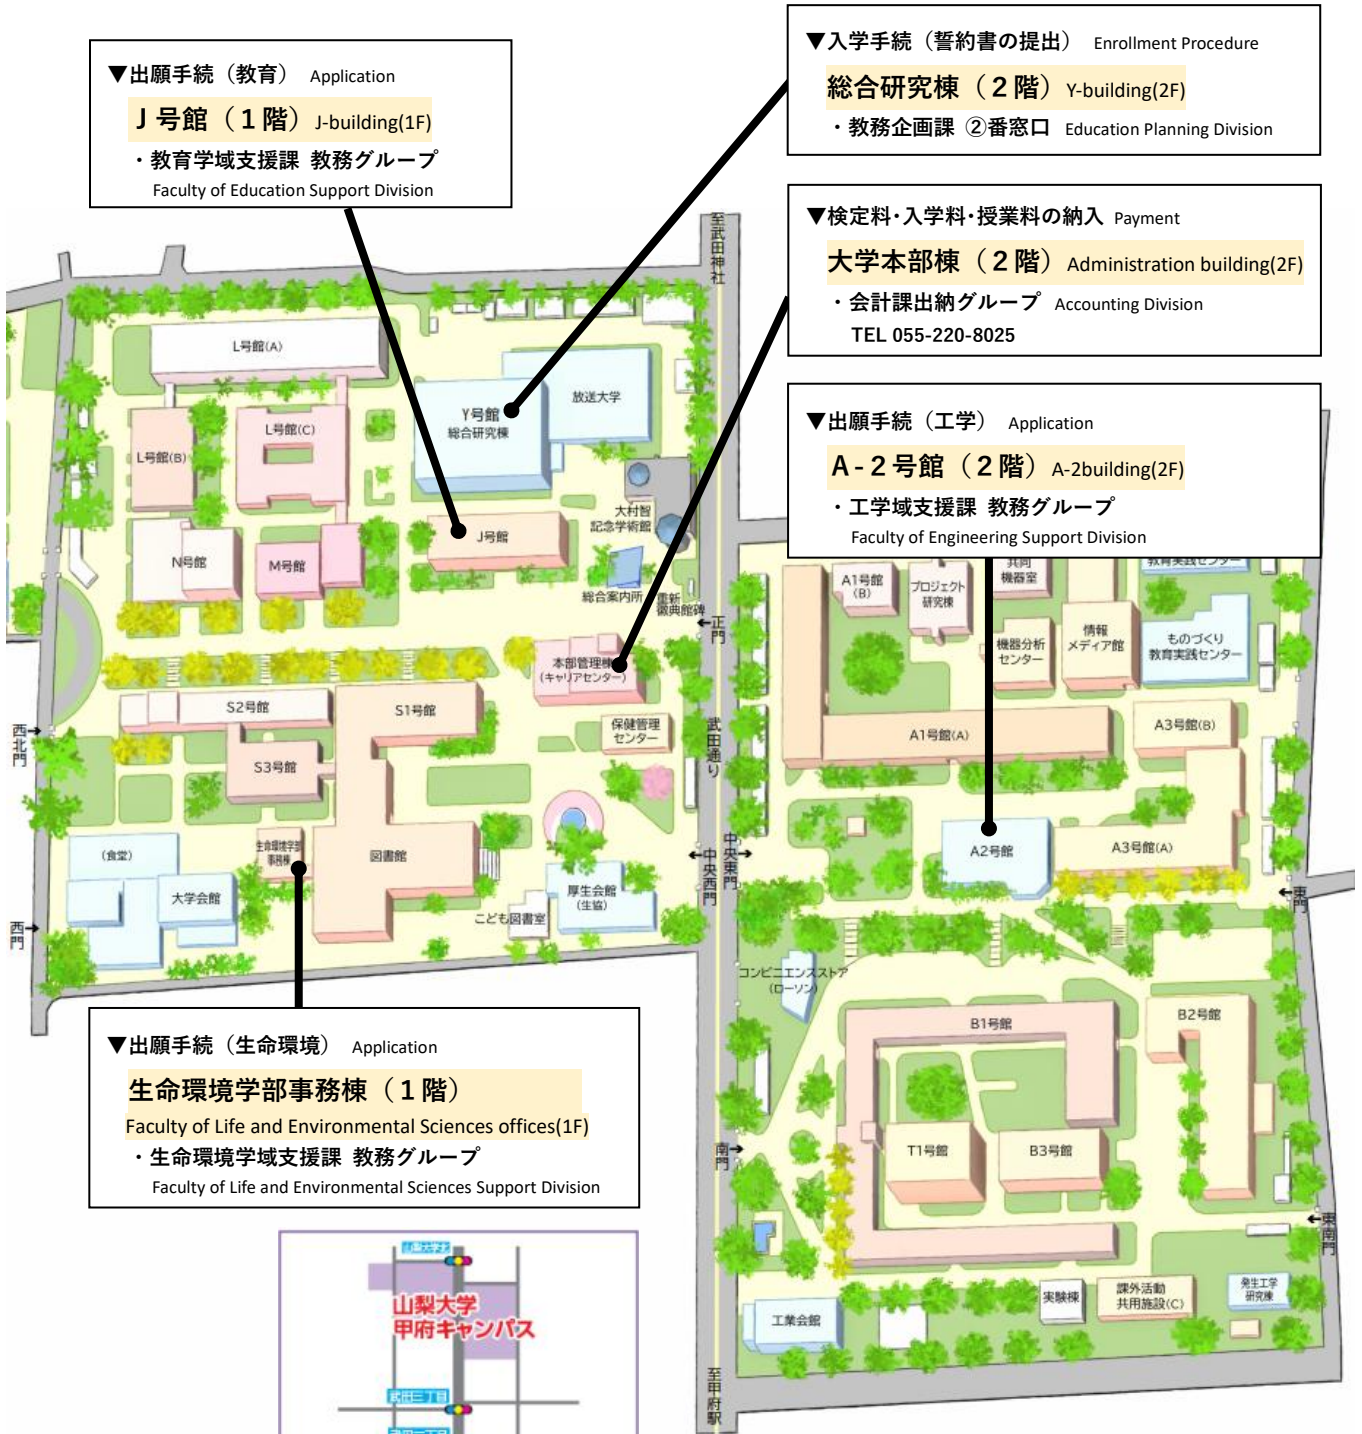 ▼出願手続（教育） Application
J 号館（１階） J-building(1F)
・教育学域支援課 教務グループ
Faculty of Education Support Division
▼入学手続（誓約書の提出） Enrollment Procedure
総合研究棟（２階） Y-building(2F)
・教務企画課 ②番窓口 Education Planning Division
▼検定料･入学料･授業料の納入 Payment
大学本部棟（２階） Administration building(2F)
・会計課出納グループ Accounting Division
TEL 055-220-8025
▼出願手続（工学） Application
A-２号館（２階） A-2building(2F)
・工学域支援課 教務グループ
Faculty of Engineering Support Division
至武田神社
L号館(A)
L号館(B)
L号館(C)
Y号館
総合研究棟
放送大学
大村智
記念学術館
J号館
N号館
M号館
総合案内所
重新
徽典館碑
←正門
本部管理棟
(キャリアセンター)
保健管理
センター
S1号館
S2号館
S3号館
西北門→
武田通り
A1号館
(B)
プロジェクト
研究棟
共同
機器室
機器分析
センター
情報
メディア館
教育実践センター
ものづくり
教育実践センター
A1号館(A)
A3号館(B)
A2号館
A3号館(A)
←東門
中央東門→
←中央西門
(食堂)
大学会館
生命環境学部
事務棟
図書館
こども図書室
厚生会館
(生協)
西門→
コンビニエンスストア
(ローソン)
B1号館
B2号館
T1号館
B3号館
南門→
←東南門
工業会館
実験棟
課外活動
共用施設(C)
発生工学
研究棟
至甲府駅
▼出願手続（生命環境） Application
生命環境学部事務棟（１階）
Faculty of Life and Environmental Sciences offices(1F)
・生命環境学域支援課 教務グループ
Faculty of Life and Environmental Sciences Support Division
山梨大学
甲府キャンパス
武田三丁目